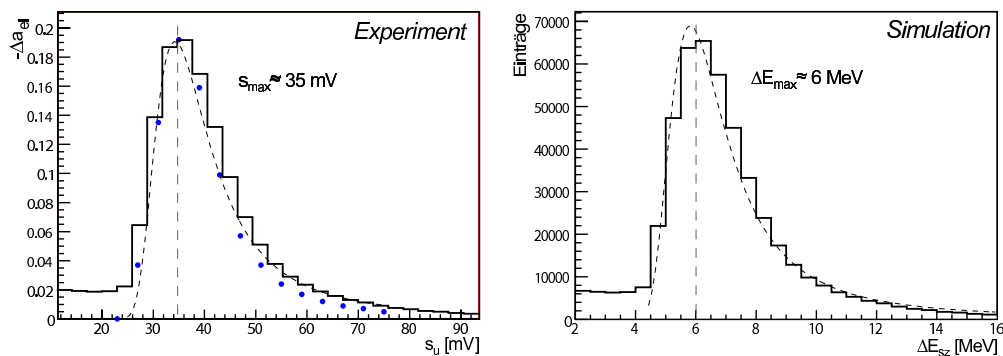 Experiment
-Δa_ell
s_max≈ 35 mV
0.2
0.18
0.16
0.14
0.12
0.1
0.08
0.06
0.04
0.02
0
20 30 40 50 60 70 80 90
s_u [mV]
Simulation
Einträge
ΔE_max≈ 6 MeV
70000
60000
50000
40000
30000
20000
10000
0
2 4 6 8 10 12 14 16
ΔE_sz [MeV]